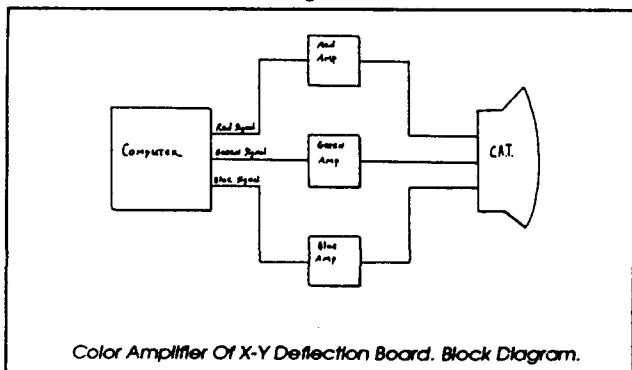 Red
Amp
Red Signal
Computer
Green Signal
Green
Amp
C.R.T.
Blue Signal
Blue
Amp
Color Amplifier Of X-Y Deflection Board. Block Diagram.